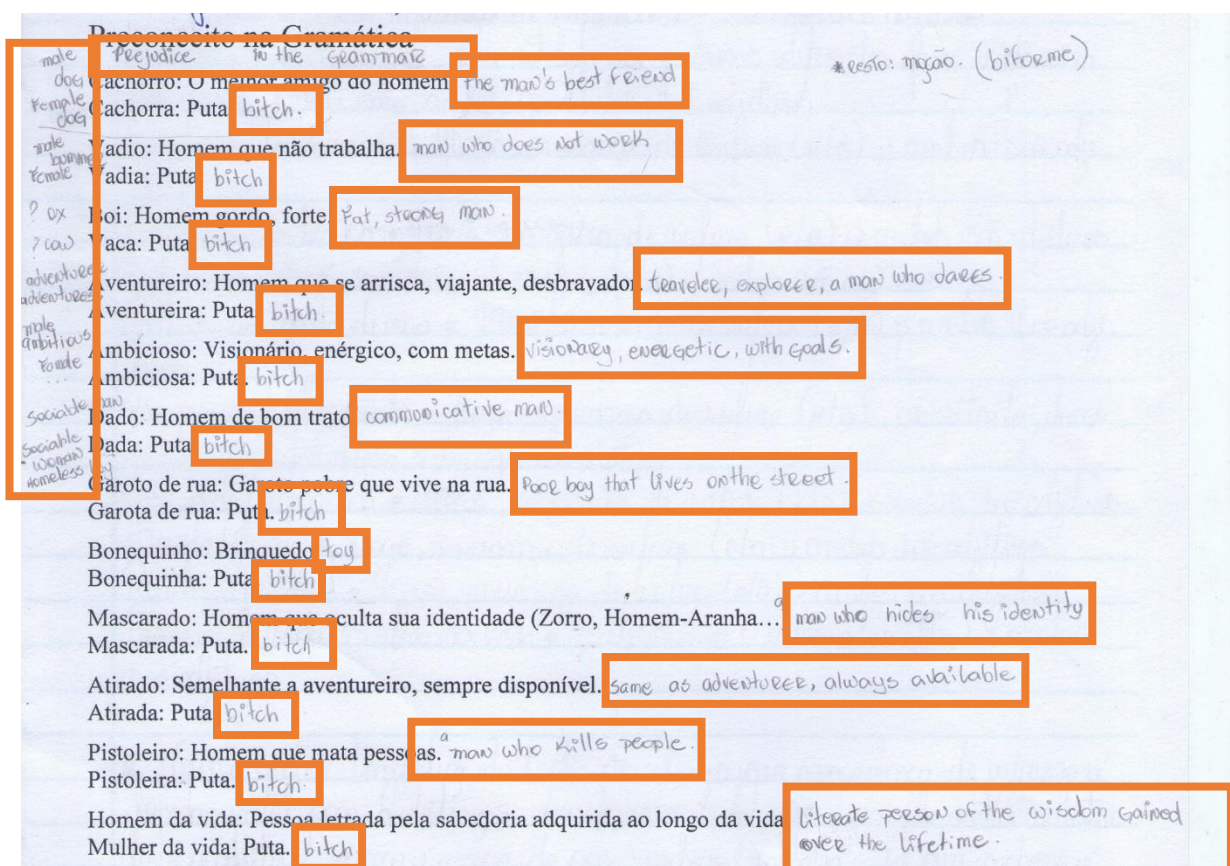 Preconceito na Gramática
Prejudice in the Grammar
* resto: moção. (biforme)
male dog
Cachorro: O melhor amigo do homem. the man's best friend
Female dog
Cachorra: Puta. bitch.
male bummer
Vadio: Homem que não trabalha. man who does not work
Female
Vadia: Puta. bitch
? ox
Boi: Homem gordo, forte. Fat, strong man.
? cow
Vaca: Puta. bitch
adventurer
Aventureiro: Homem que se arrisca, viajante, desbravador. traveler, explorer, a man who dares.
adventuress
Aventureira: Puta. bitch.
male ambitious
Ambicioso: Visionário, enérgico, com metas. visionary, energetic, with goals.
Female
Ambiciosa: Puta. bitch
Sociable man
Dado: Homem de bom trato. communicative man
Sociable woman
Dada: Puta. bitch
Homeless boy
Garoto de rua: Garoto pobre que vive na rua. Poor boy that lives on the street.
Garota de rua: Puta. bitch
Bonequinho: Brinquedo. toy
Bonequinha: Puta. bitch
Mascarado: Homem que oculta sua identidade (Zorro, Homem-Aranha… a man who hides his identity
Mascarada: Puta. bitch
Atirado: Semelhante a aventureiro, sempre disponível. same as adventurer, always available
Atirada: Puta. bitch
Pistoleiro: Homem que mata pessoas. a man who kills people.
Pistoleira: Puta. bitch.
Homem da vida: Pessoa letrada pela sabedoria adquirida ao longo da vida. literate person of the wisdom gained
over the lifetime.
Mulher da vida: Puta. bitch